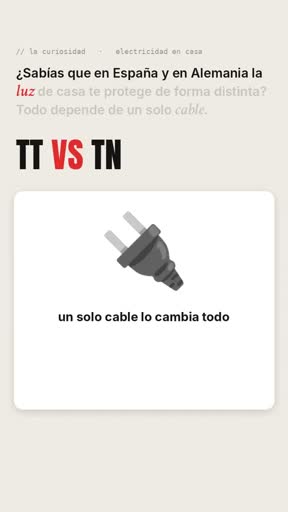 // la curiosidad · electricidad en casa
¿Sabías que en España y en Alemania la
luz de casa te protege de forma distinta?
Todo depende de un solo cable.
TT VS TN
un solo cable lo cambia todo